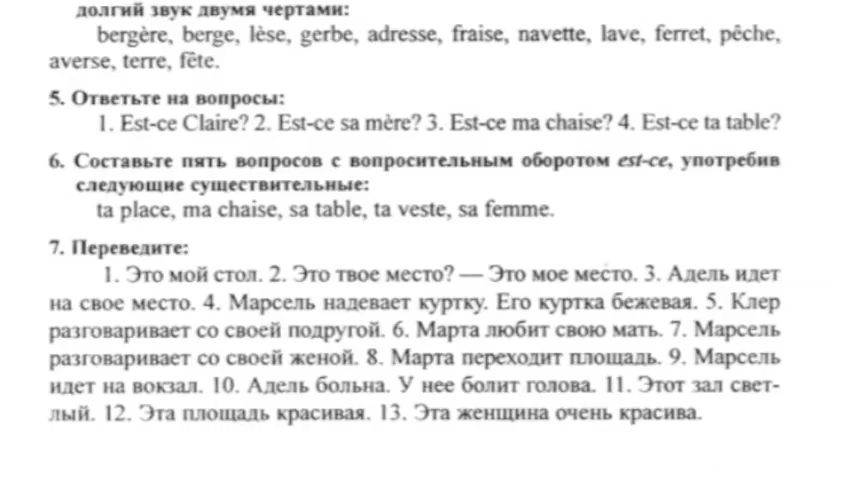 долгий звук двумя чертами:
bergère, berge, lèse, gerbe, adresse, fraise, navette, lave, ferret, pêche,
averse, terre, fête.
5. Ответьте на вопросы:
1. Est-ce Claire? 2. Est-ce sa mère? 3. Est-ce ma chaise? 4. Est-ce ta table?
6. Составьте пять вопросов с вопросительным оборотом est-ce, употребив
следующие существительные:
ta place, ma chaise, sa table, ta veste, sa femme.
7. Переведите:
1. Это мой стол. 2. Это твое место? — Это мое место. 3. Адель идет
на свое место. 4. Марсель надевает куртку. Его куртка бежевая. 5. Клер
разговаривает со своей подругой. 6. Марта любит свою мать. 7. Марсель
разговаривает со своей женой. 8. Марта переходит площадь. 9. Марсель
идет на вокзал. 10. Адель больна. У нее болит голова. 11. Этот зал свет-
лый. 12. Эта площадь красивая. 13. Эта женщина очень красива.